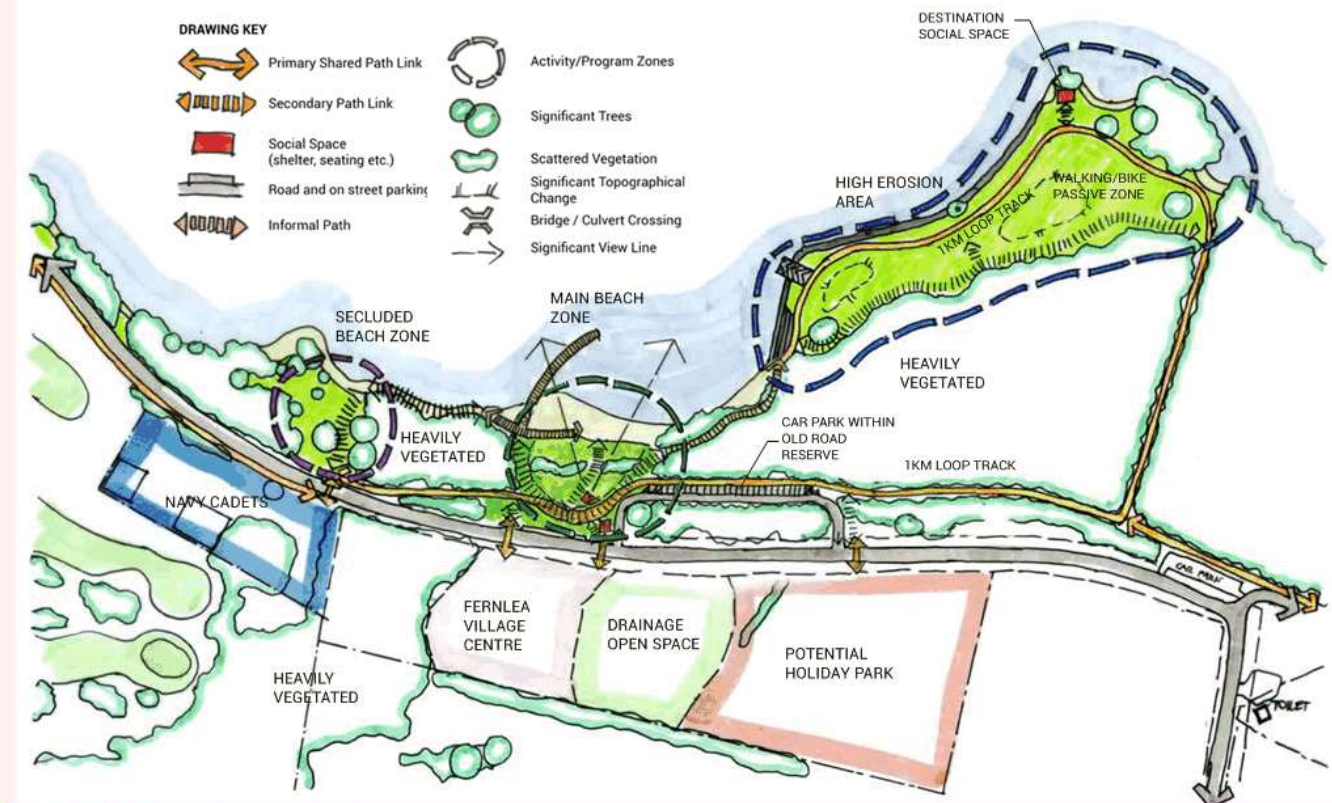 DRAWING KEY
Primary Shared Path Link
Secondary Path Link
Social Space
(shelter, seating etc.)
Road and on street parking
Informal Path
Activity/Program Zones
Significant Trees
Scattered Vegetation
Significant Topographical
Change
Bridge / Culvert Crossing
Significant View Line
DESTINATION
SOCIAL SPACE
HIGH EROSION
AREA
WALKING/BIKE
PASSIVE ZONE
1KM LOOP TRACK
MAIN BEACH
ZONE
SECLUDED
BEACH ZONE
HEAVILY
VEGETATED
HEAVILY
VEGETATED
CAR PARK WITHIN
OLD ROAD
RESERVE
1KM LOOP TRACK
NAVY CADETS
CAR PARK
FERNLEA
VILLAGE
CENTRE
DRAINAGE
OPEN SPACE
POTENTIAL
HOLIDAY PARK
HEAVILY
VEGETATED
TOILET